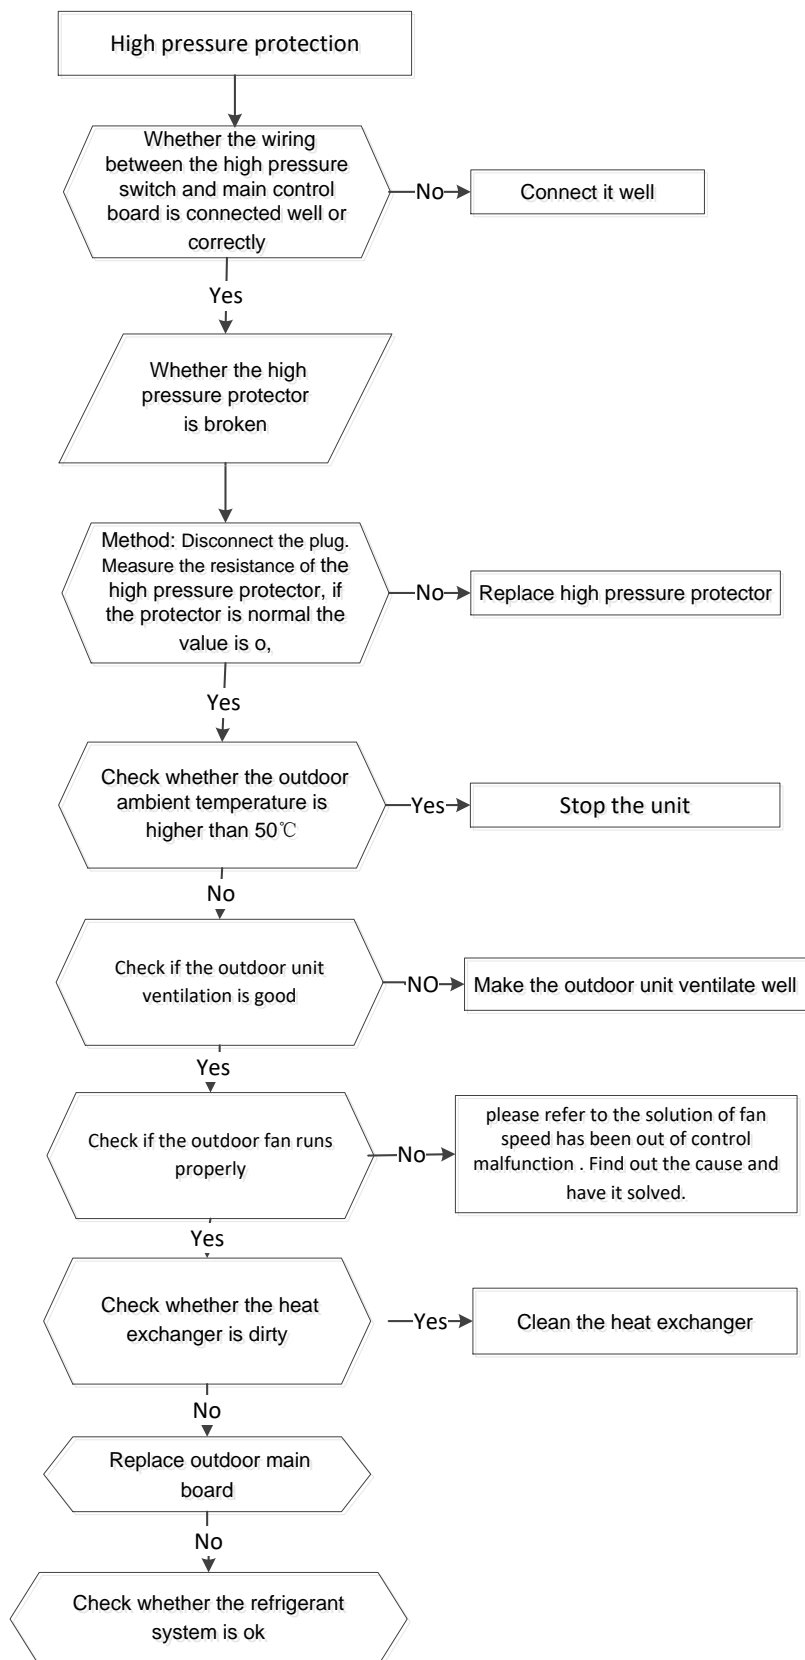 High pressure protection
Whether the wiring
between the high pressure
switch and main control
board is connected well or
correctly
No
Connect it well
Yes
Whether the high
pressure protector
is broken
Method: Disconnect the plug.
Measure the resistance of the
high pressure protector, if
the protector is normal the
value is o,
No
Replace high pressure protector
Yes
Check whether the outdoor
ambient temperature is
higher than 50℃
Yes
Stop the unit
No
Check if the outdoor unit
ventilation is good
NO
Make the outdoor unit ventilate well
Yes
Check if the outdoor fan runs
properly
No
please refer to the solution of fan
speed has been out of control
malfunction . Find out the cause and
have it solved.
Yes
Check whether the heat
exchanger is dirty
Yes
Clean the heat exchanger
No
Replace outdoor main
board
No
Check whether the refrigerant
system is ok